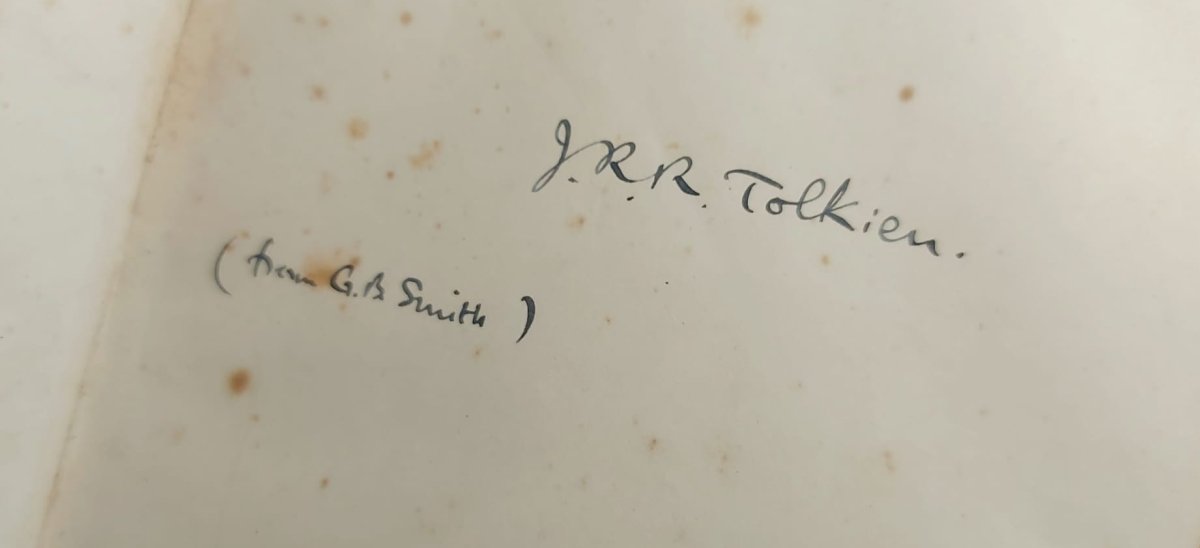 J.R.R. Tolkien.
(from G.B Smith)